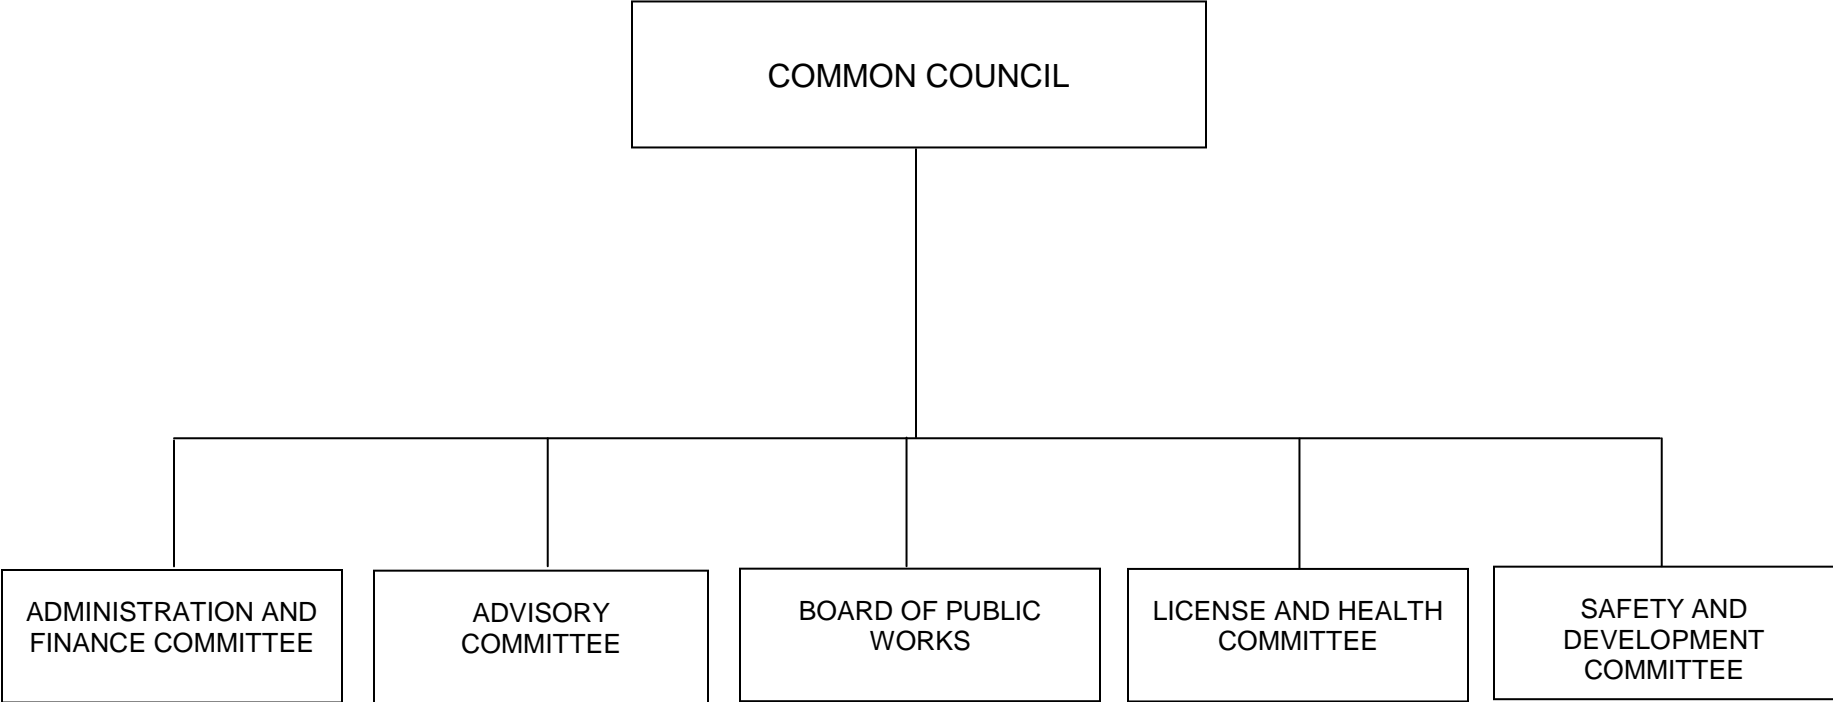 COMMON COUNCIL
ADMINISTRATION AND
FINANCE COMMITTEE
ADVISORY
COMMITTEE
BOARD OF PUBLIC
WORKS
LICENSE AND HEALTH
COMMITTEE
SAFETY AND
DEVELOPMENT
COMMITTEE